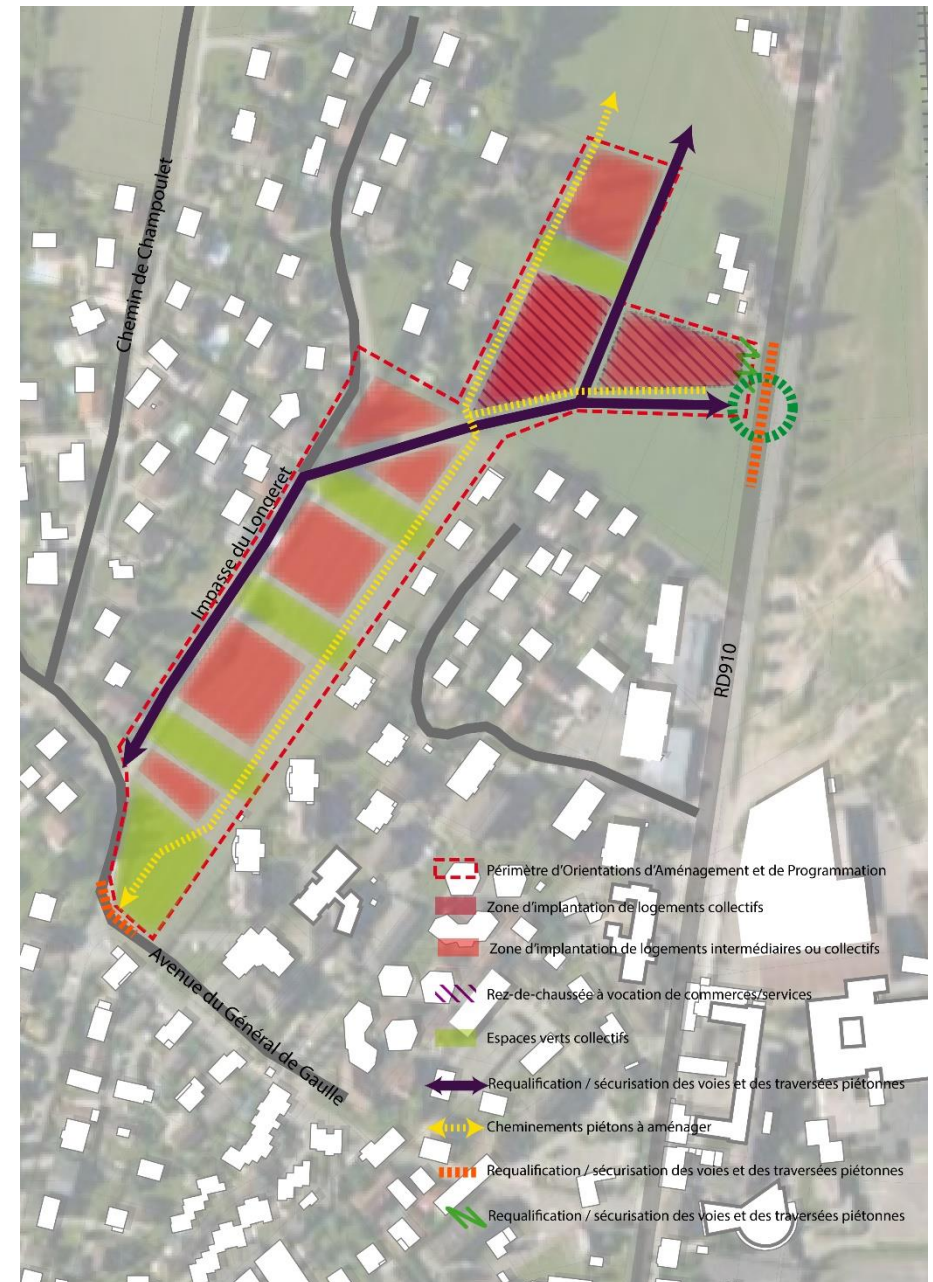 Chemin de Champoulet
Impasse du Longeret
RD910
Avenue du Général de Gaulle
Périmètre d'Orientations d'Aménagement et de Programmation
Zone d'implantation de logements collectifs
Zone d'implantation de logements intermédiaires ou collectifs
Rez-de-chaussée à vocation de commerces/services
Espaces verts collectifs
Requalification / sécurisation des voies et des traversées piétonnes
Cheminements piétons à aménager
Requalification / sécurisation des voies et des traversées piétonnes
Requalification / sécurisation des voies et des traversées piétonnes